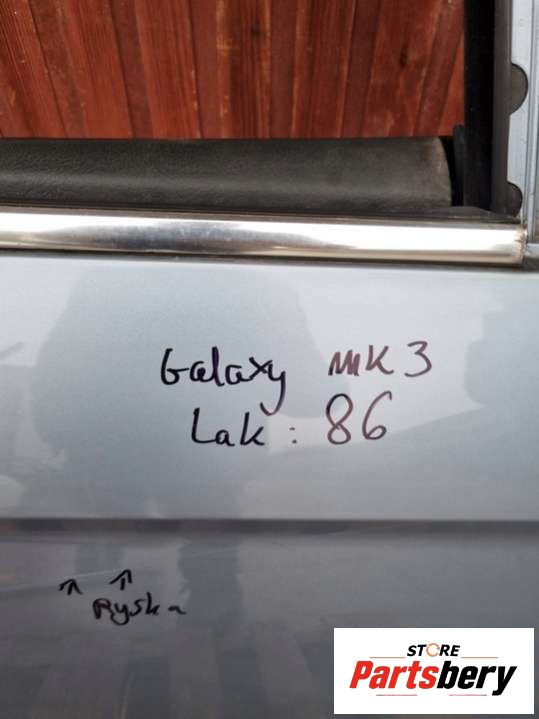 Galaxy MK3
Lak: 86
Ryska
STORE
Partsbery